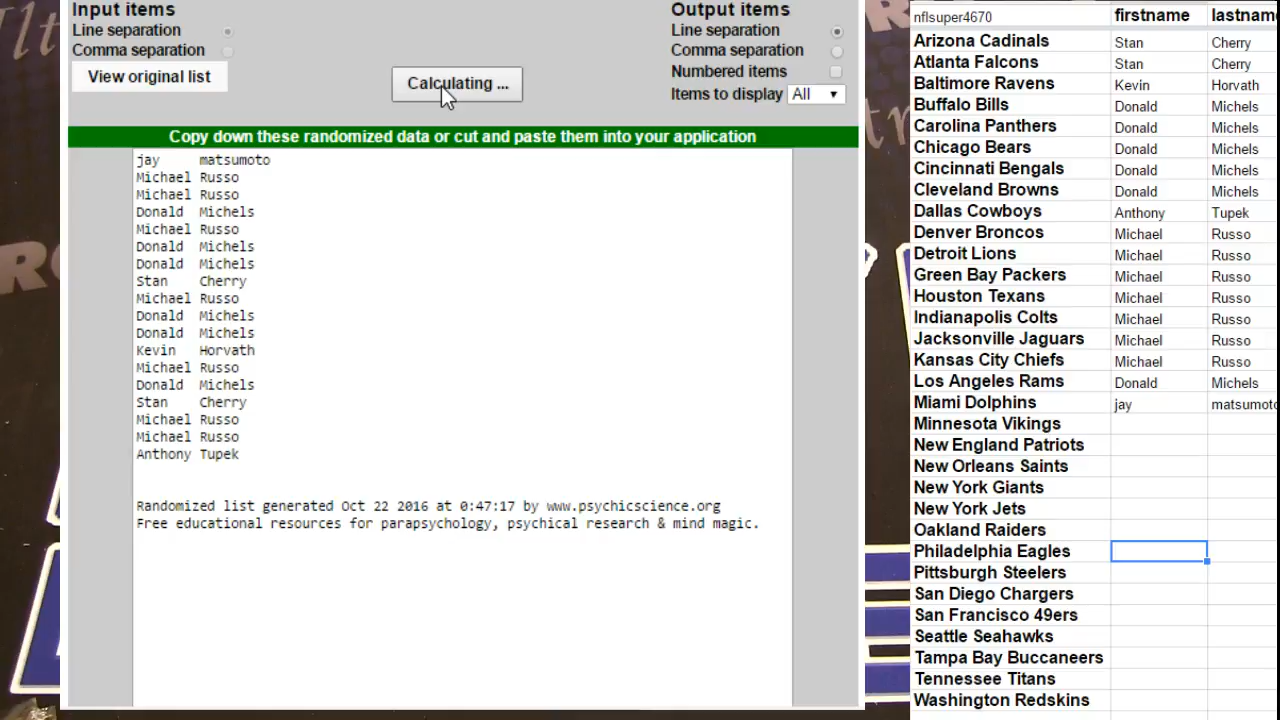 Input items
Line separation
Comma separation
View original list
Calculating ...
Output items
Line separation
Comma separation
Numbered items
Items to display All
Copy down these randomized data or cut and paste them into your application
jay matsumoto
Michael Russo
Michael Russo
Donald Michels
Michael Russo
Donald Michels
Donald Michels
Stan Cherry
Michael Russo
Donald Michels
Donald Michels
Kevin Horvath
Michael Russo
Donald Michels
Stan Cherry
Michael Russo
Michael Russo
Anthony Tupek
Randomized list generated Oct 22 2016 at 0:47:17 by www.psychicscience.org
Free educational resources for parapsychology, psychical research & mind magic.
nflsuper4670 firstname lastnam
Arizona Cadinals Stan Cherry
Atlanta Falcons Stan Cherry
Baltimore Ravens Kevin Horvath
Buffalo Bills Donald Michels
Carolina Panthers Donald Michels
Chicago Bears Donald Michels
Cincinnati Bengals Donald Michels
Cleveland Browns Donald Michels
Dallas Cowboys Anthony Tupek
Denver Broncos Michael Russo
Detroit Lions Michael Russo
Green Bay Packers Michael Russo
Houston Texans Michael Russo
Indianapolis Colts Michael Russo
Jacksonville Jaguars Michael Russo
Kansas City Chiefs Michael Russo
Los Angeles Rams Donald Michels
Miami Dolphins jay matsumoto
Minnesota Vikings
New England Patriots
New Orleans Saints
New York Giants
New York Jets
Oakland Raiders
Philadelphia Eagles
Pittsburgh Steelers
San Diego Chargers
San Francisco 49ers
Seattle Seahawks
Tampa Bay Buccaneers
Tennessee Titans
Washington Redskins